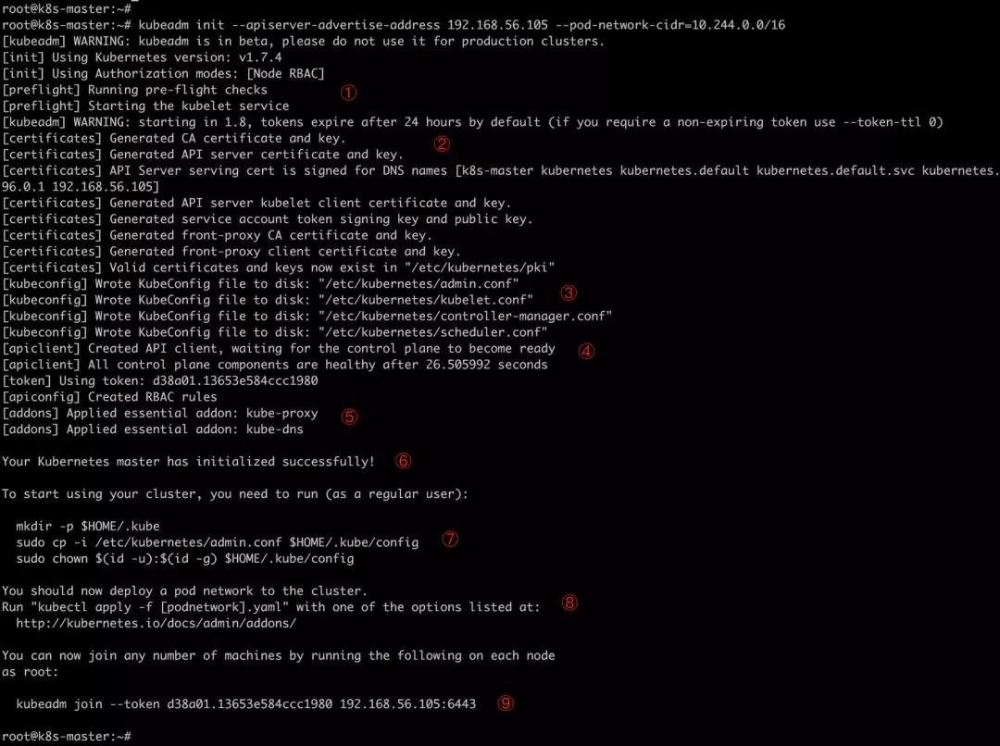 root@k8s-master:~#
root@k8s-master:~# kubeadm init --apiserver-advertise-address 192.168.56.105 --pod-network-cidr=10.244.0.0/16
[kubeadm] WARNING: kubeadm is in beta, please do not use it for production clusters.
[init] Using Kubernetes version: v1.7.4
[init] Using Authorization modes: [Node RBAC]
[preflight] Running pre-flight checks ①
[preflight] Starting the kubelet service
[kubeadm] WARNING: starting in 1.8, tokens expire after 24 hours by default (if you require a non-expiring token use --token-ttl 0)
[certificates] Generated CA certificate and key. ②
[certificates] Generated API server certificate and key.
[certificates] API Server serving cert is signed for DNS names [k8s-master kubernetes kubernetes.default kubernetes.default.svc kubernetes.
96.0.1 192.168.56.105]
[certificates] Generated API server kubelet client certificate and key.
[certificates] Generated service account token signing key and public key.
[certificates] Generated front-proxy CA certificate and key.
[certificates] Generated front-proxy client certificate and key.
[certificates] Valid certificates and keys now exist in "/etc/kubernetes/pki"
[kubeconfig] Wrote KubeConfig file to disk: "/etc/kubernetes/admin.conf"
[kubeconfig] Wrote KubeConfig file to disk: "/etc/kubernetes/kubelet.conf" ③
[kubeconfig] Wrote KubeConfig file to disk: "/etc/kubernetes/controller-manager.conf"
[kubeconfig] Wrote KubeConfig file to disk: "/etc/kubernetes/scheduler.conf"
[apiclient] Created API client, waiting for the control plane to become ready ④
[apiclient] All control plane components are healthy after 26.505992 seconds
[token] Using token: d38a01.13653e584ccc1980
[apiconfig] Created RBAC rules
[addons] Applied essential addon: kube-proxy ⑤
[addons] Applied essential addon: kube-dns
Your Kubernetes master has initialized successfully! ⑥
To start using your cluster, you need to run (as a regular user):
mkdir -p $HOME/.kube
sudo cp -i /etc/kubernetes/admin.conf $HOME/.kube/config ⑦
sudo chown $(id -u):$(id -g) $HOME/.kube/config
You should now deploy a pod network to the cluster.
Run "kubectl apply -f [podnetwork].yaml" with one of the options listed at: ⑧
http://kubernetes.io/docs/admin/addons/
You can now join any number of machines by running the following on each node
as root:
kubeadm join --token d38a01.13653e584ccc1980 192.168.56.105:6443 ⑨
root@k8s-master:~#